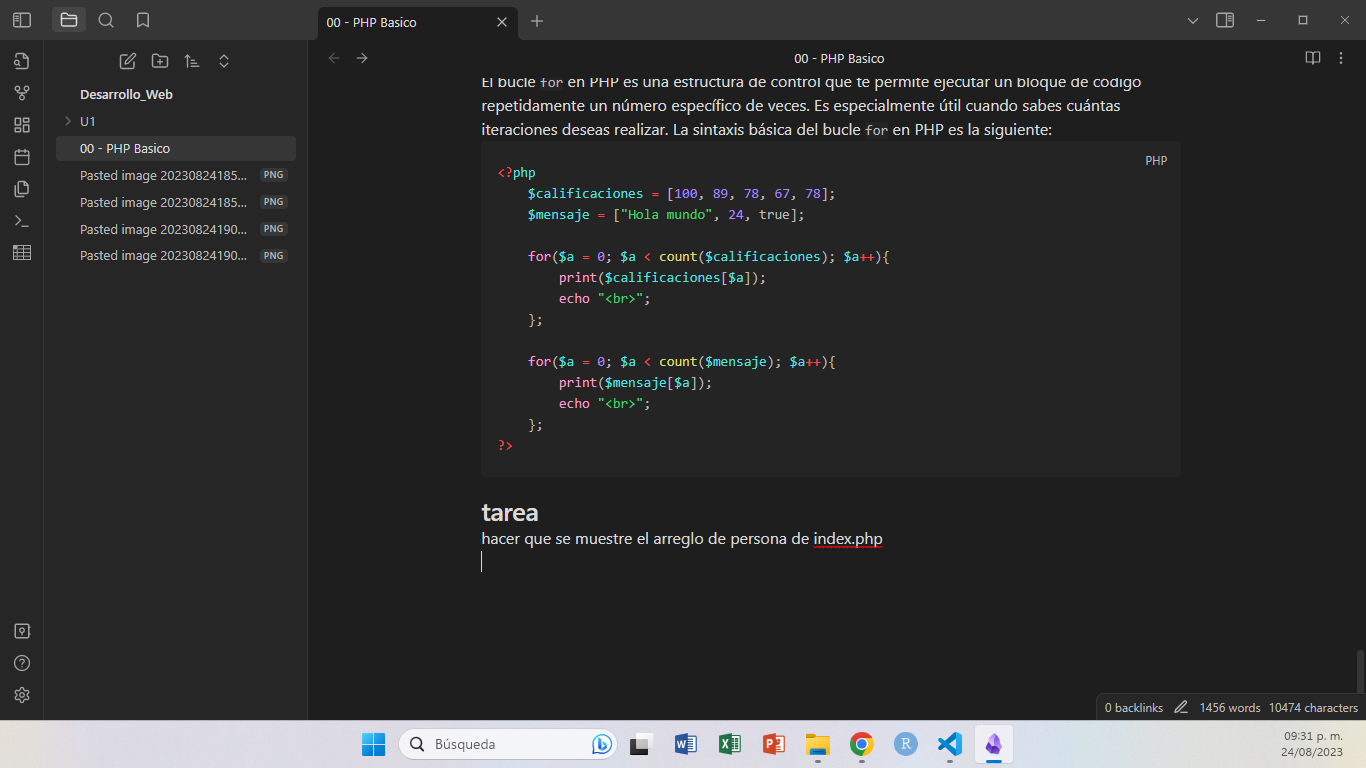 00 - PHP Basico
00 - PHP Basico
Desarrollo_Web
U1
00 - PHP Basico
Pasted image 20230824185... PNG
Pasted image 20230824185... PNG
Pasted image 20230824190... PNG
Pasted image 20230824190... PNG
El bucle for en PHP es una estructura de control que te permite ejecutar un bloque de código
repetidamente un número específico de veces. Es especialmente útil cuando sabes cuántas
iteraciones deseas realizar. La sintaxis básica del bucle for en PHP es la siguiente:
PHP
<?php
    $calificaciones = [100, 89, 78, 67, 78];
    $mensaje = ["Hola mundo", 24, true];
    for($a = 0; $a < count($calificaciones); $a++){
        print($calificaciones[$a]);
        echo "<br>";
    };
    for($a = 0; $a < count($mensaje); $a++){
        print($mensaje[$a]);
        echo "<br>";
    };
?>
tarea
hacer que se muestre el arreglo de persona de index.php
0 backlinks 1456 words 10474 characters
Búsqueda
09:31 p. m.
24/08/2023